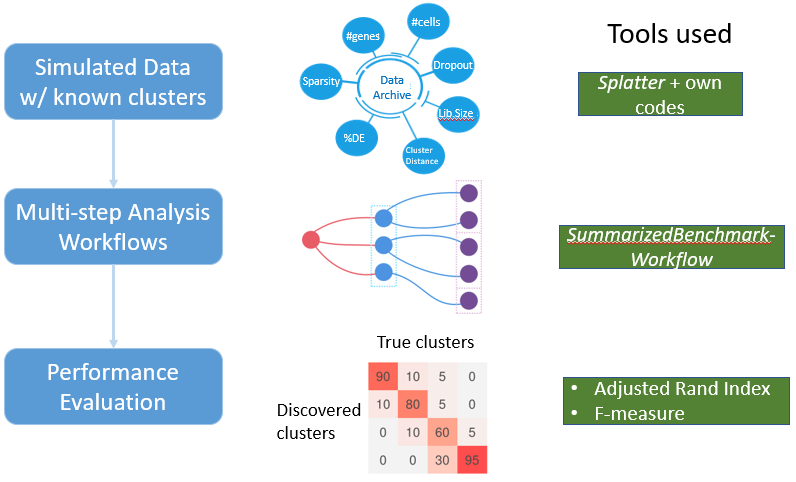 Tools used
Simulated Data
w/ known clusters
#genes
#cells
Sparsity
Data
Archive
Dropout
Lib.Size
%DE
Cluster
Distance
Splatter + own
codes
Multi-step Analysis
Workflows
SummarizedBenchmark-
Workflow
Performance
Evaluation
True clusters
Discovered
clusters
90 10 5 0
10 80 5 0
0 10 60 5
0 0 30 95
• Adjusted Rand Index
• F-measure